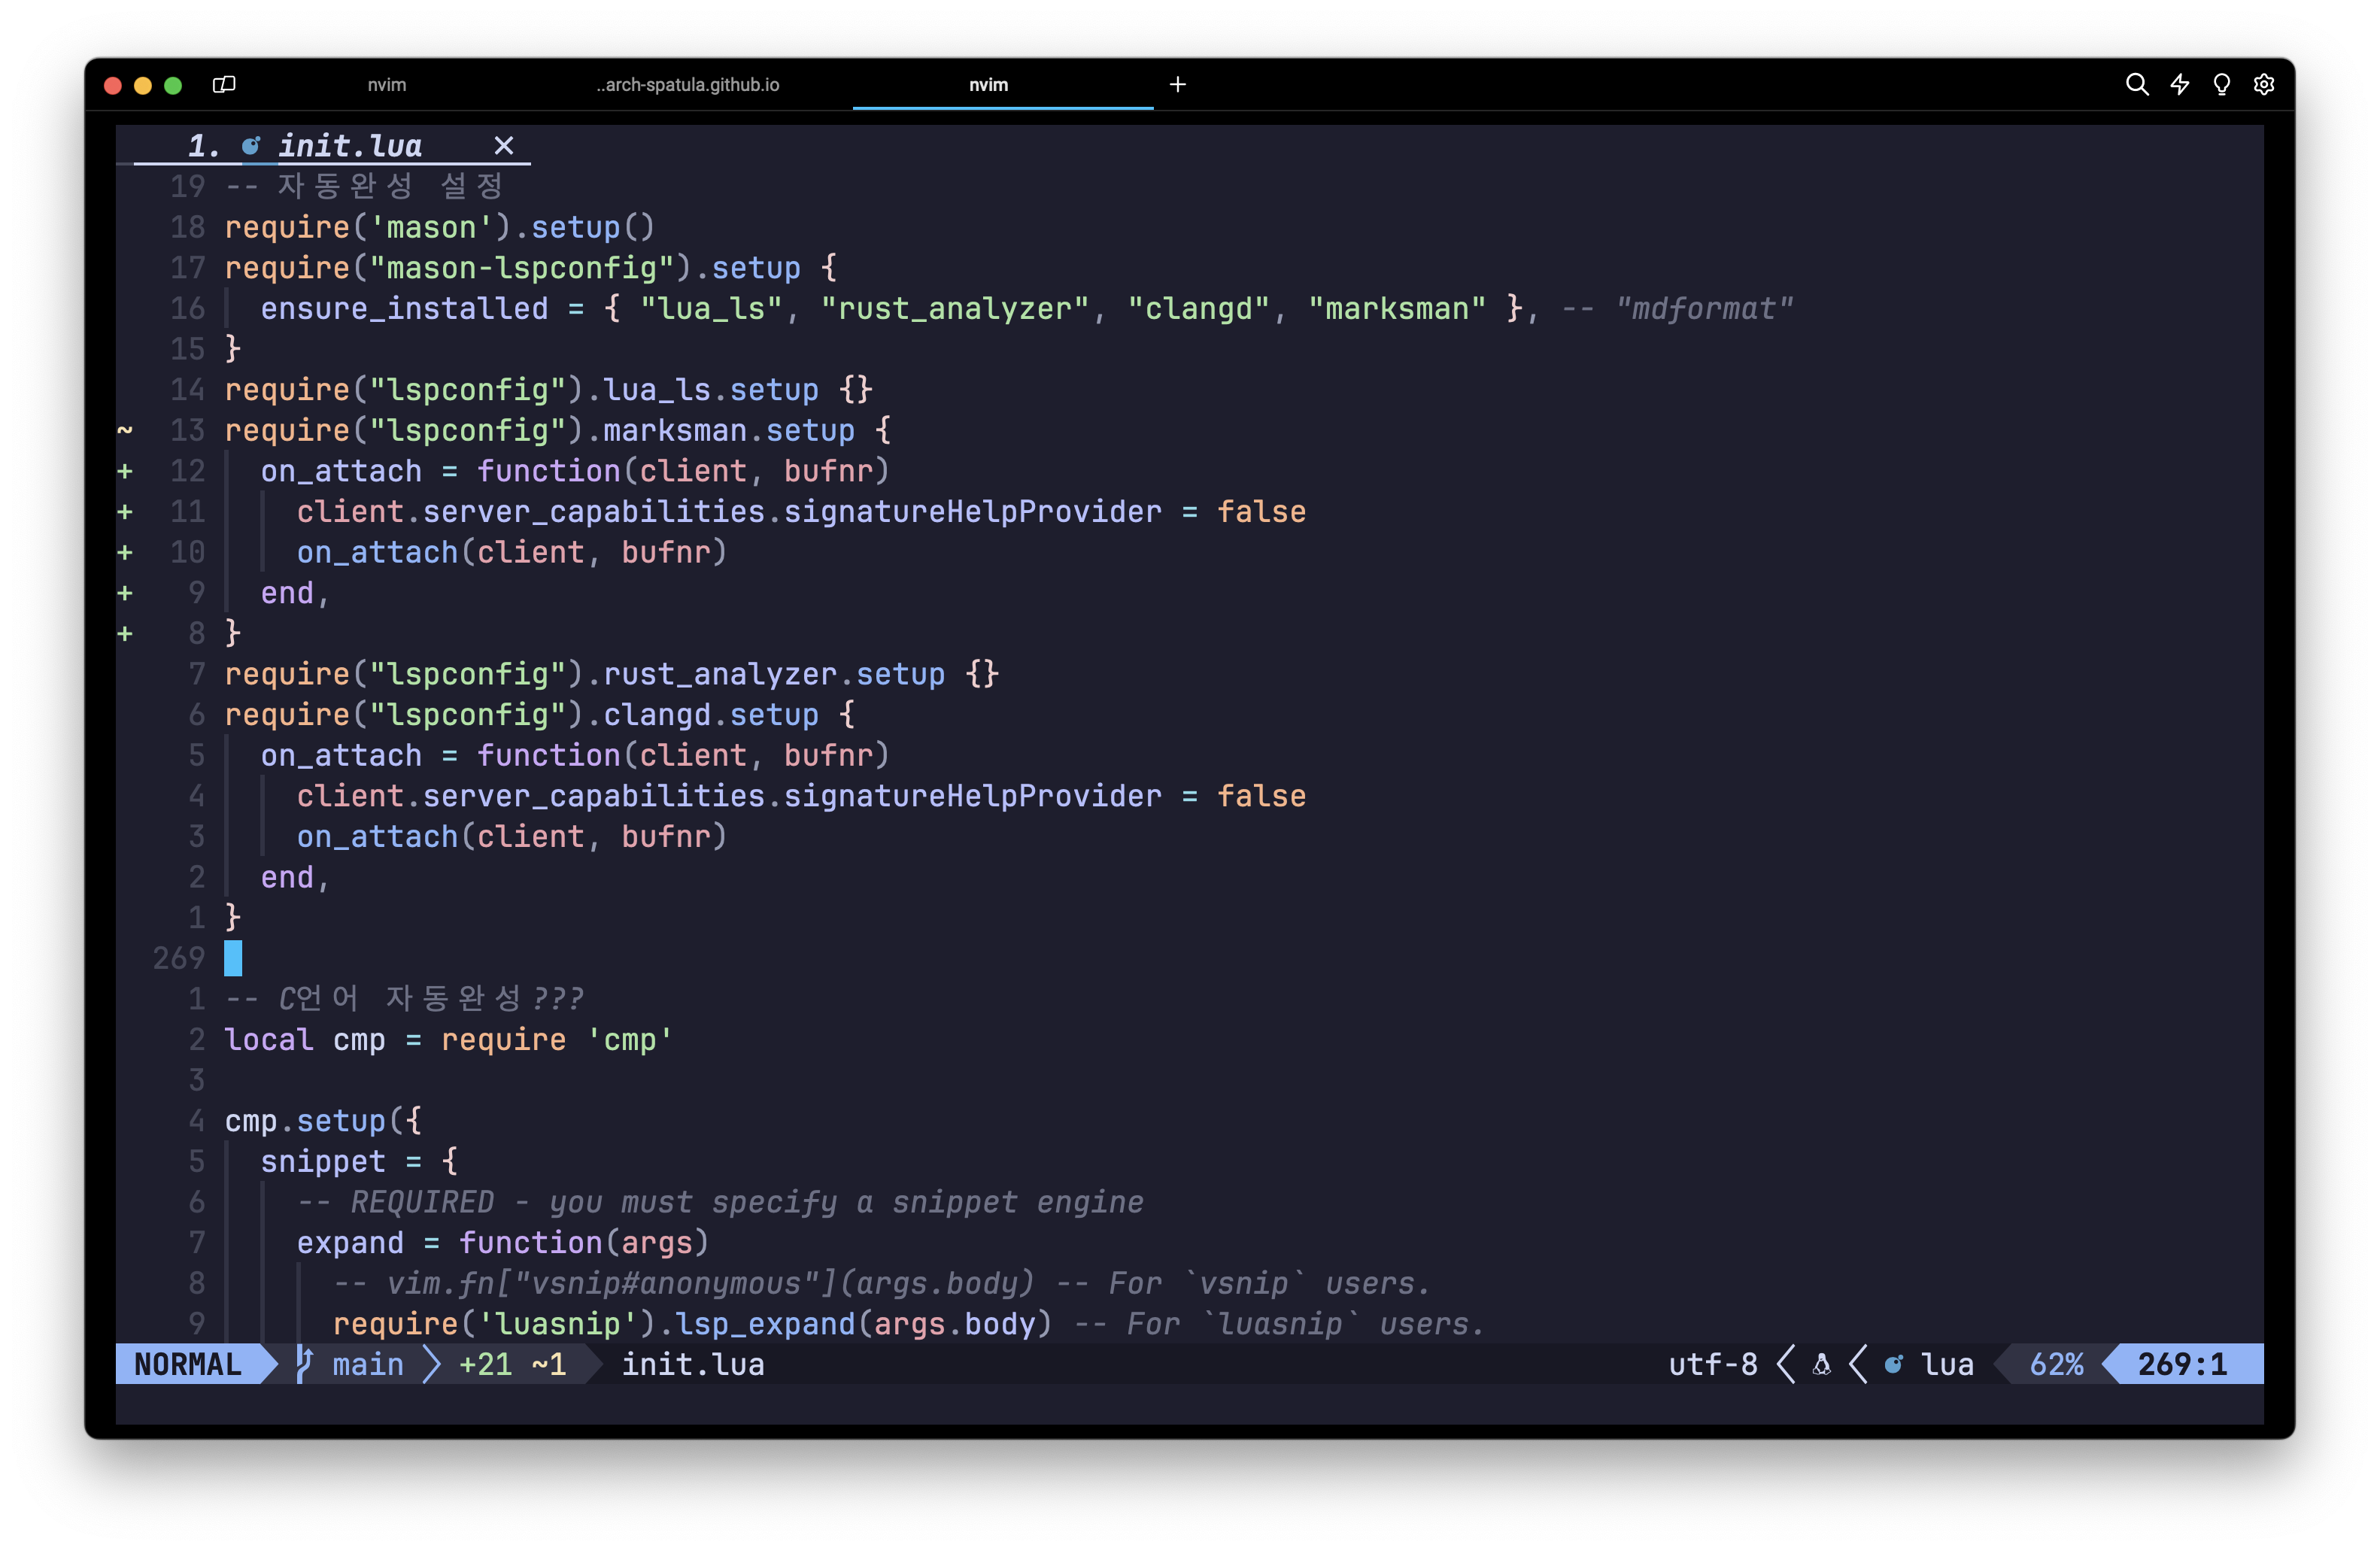 nvim
..arch-spatula.github.io
nvim
1. init.lua
19 -- 자동완성 설정
18 require('mason').setup()
17 require("mason-lspconfig").setup {
16   ensure_installed = { "lua_ls", "rust_analyzer", "clangd", "marksman" }, -- "mdformat"
15 }
14 require("lspconfig").lua_ls.setup {}
~ 13 require("lspconfig").marksman.setup {
+ 12   on_attach = function(client, bufnr)
+ 11     client.server_capabilities.signatureHelpProvider = false
+ 10     on_attach(client, bufnr)
+ 9   end,
+ 8 }
7 require("lspconfig").rust_analyzer.setup {}
6 require("lspconfig").clangd.setup {
5   on_attach = function(client, bufnr)
4     client.server_capabilities.signatureHelpProvider = false
3     on_attach(client, bufnr)
2   end,
1 }
269
1 -- C언어 자동완성???
2 local cmp = require 'cmp'
3
4 cmp.setup({
5   snippet = {
6     -- REQUIRED - you must specify a snippet engine
7     expand = function(args)
8       -- vim.fn["vsnip#anonymous"](args.body) -- For `vsnip` users.
9       require('luasnip').lsp_expand(args.body) -- For `luasnip` users.
NORMAL main +21 ~1 init.lua utf-8 lua 62% 269:1